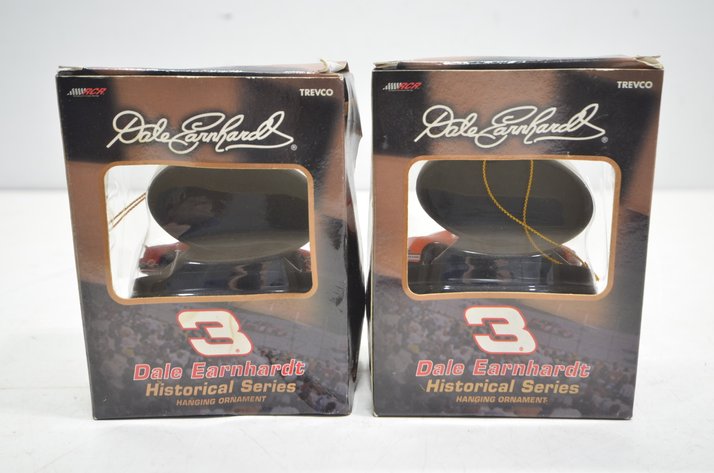 RCR
TREVCO
Dale Earnhardt®
3
Dale Earnhardt
Historical Series
HANGING ORNAMENT
RCR
TREVCO
Dale Earnhardt®
3
Dale Earnhardt
Historical Series
HANGING ORNAMENT